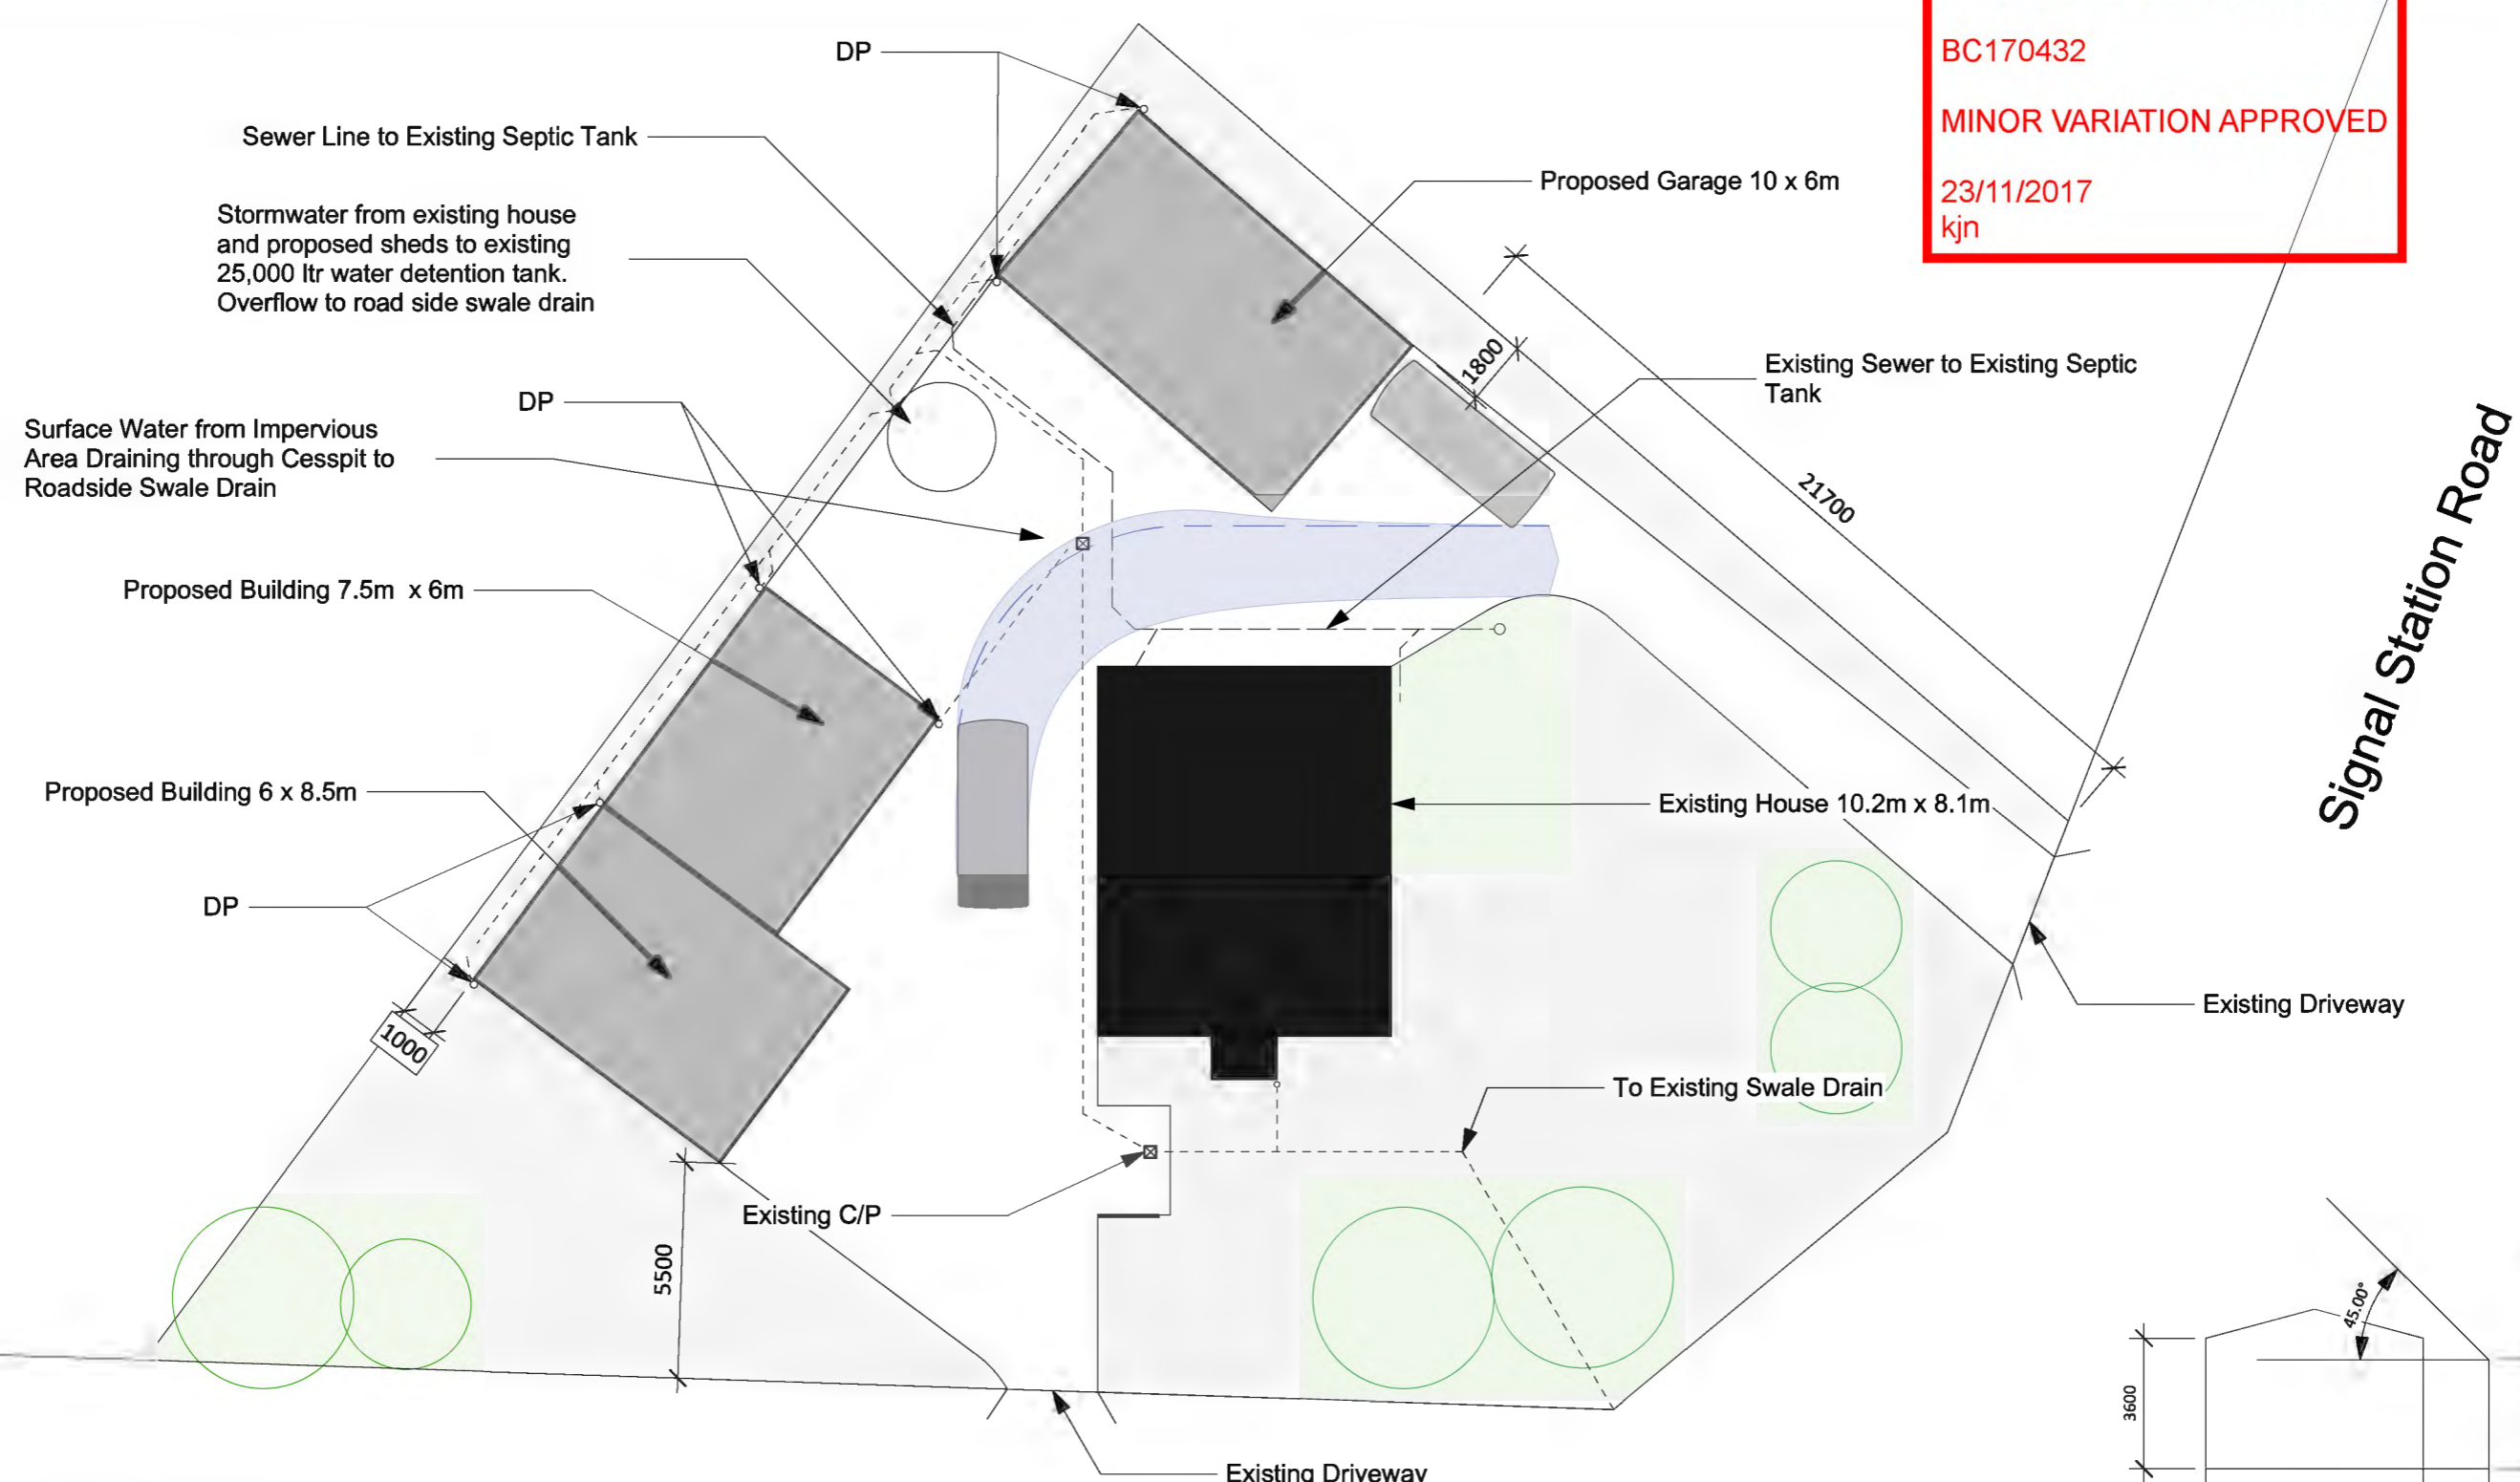 BC170432
MINOR VARIATION APPROVED
23/11/2017
kjn
DP
Sewer Line to Existing Septic Tank
Proposed Garage 10 x 6m
Stormwater from existing house
and proposed sheds to existing
25,000 ltr water detention tank.
Overflow to road side swale drain
1800
Existing Sewer to Existing Septic
Tank
DP
Surface Water from Impervious
Area Draining through Cesspit to
Roadside Swale Drain
21700
Signal Station Road
Proposed Building 7.5m x 6m
Proposed Building 6 x 8.5m
Existing House 10.2m x 8.1m
DP
Existing Driveway
1000
To Existing Swale Drain
Existing C/P
5500
45.00°
3600
Existing Driveway